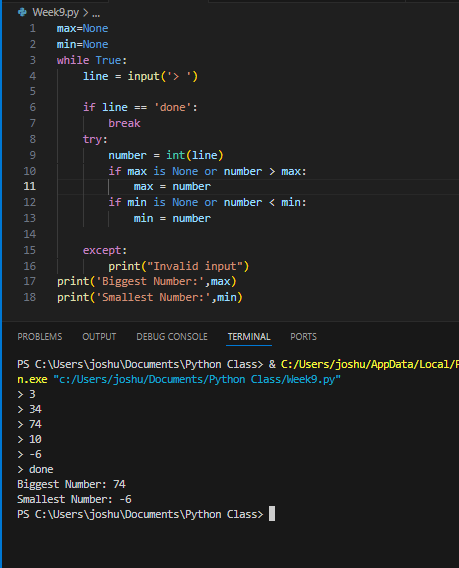 Week9.py > ...
1 max=None
2 min=None
3 while True:
4     line = input('> ')
5
6     if line == 'done':
7         break
8     try:
9         number = int(line)
10         if max is None or number > max:
11             max = number
12         if min is None or number < min:
13             min = number
14
15     except:
16         print("Invalid input")
17 print('Biggest Number:',max)
18 print('Smallest Number:',min)
PROBLEMS OUTPUT DEBUG CONSOLE TERMINAL PORTS
PS C:\Users\joshu\Documents\Python Class> & C:/Users/joshu/AppData/Local/
n.exe "c:/Users/joshu/Documents/Python Class/Week9.py"
> 3
> 34
> 74
> 10
> -6
> done
Biggest Number: 74
Smallest Number: -6
PS C:\Users\joshu\Documents\Python Class>